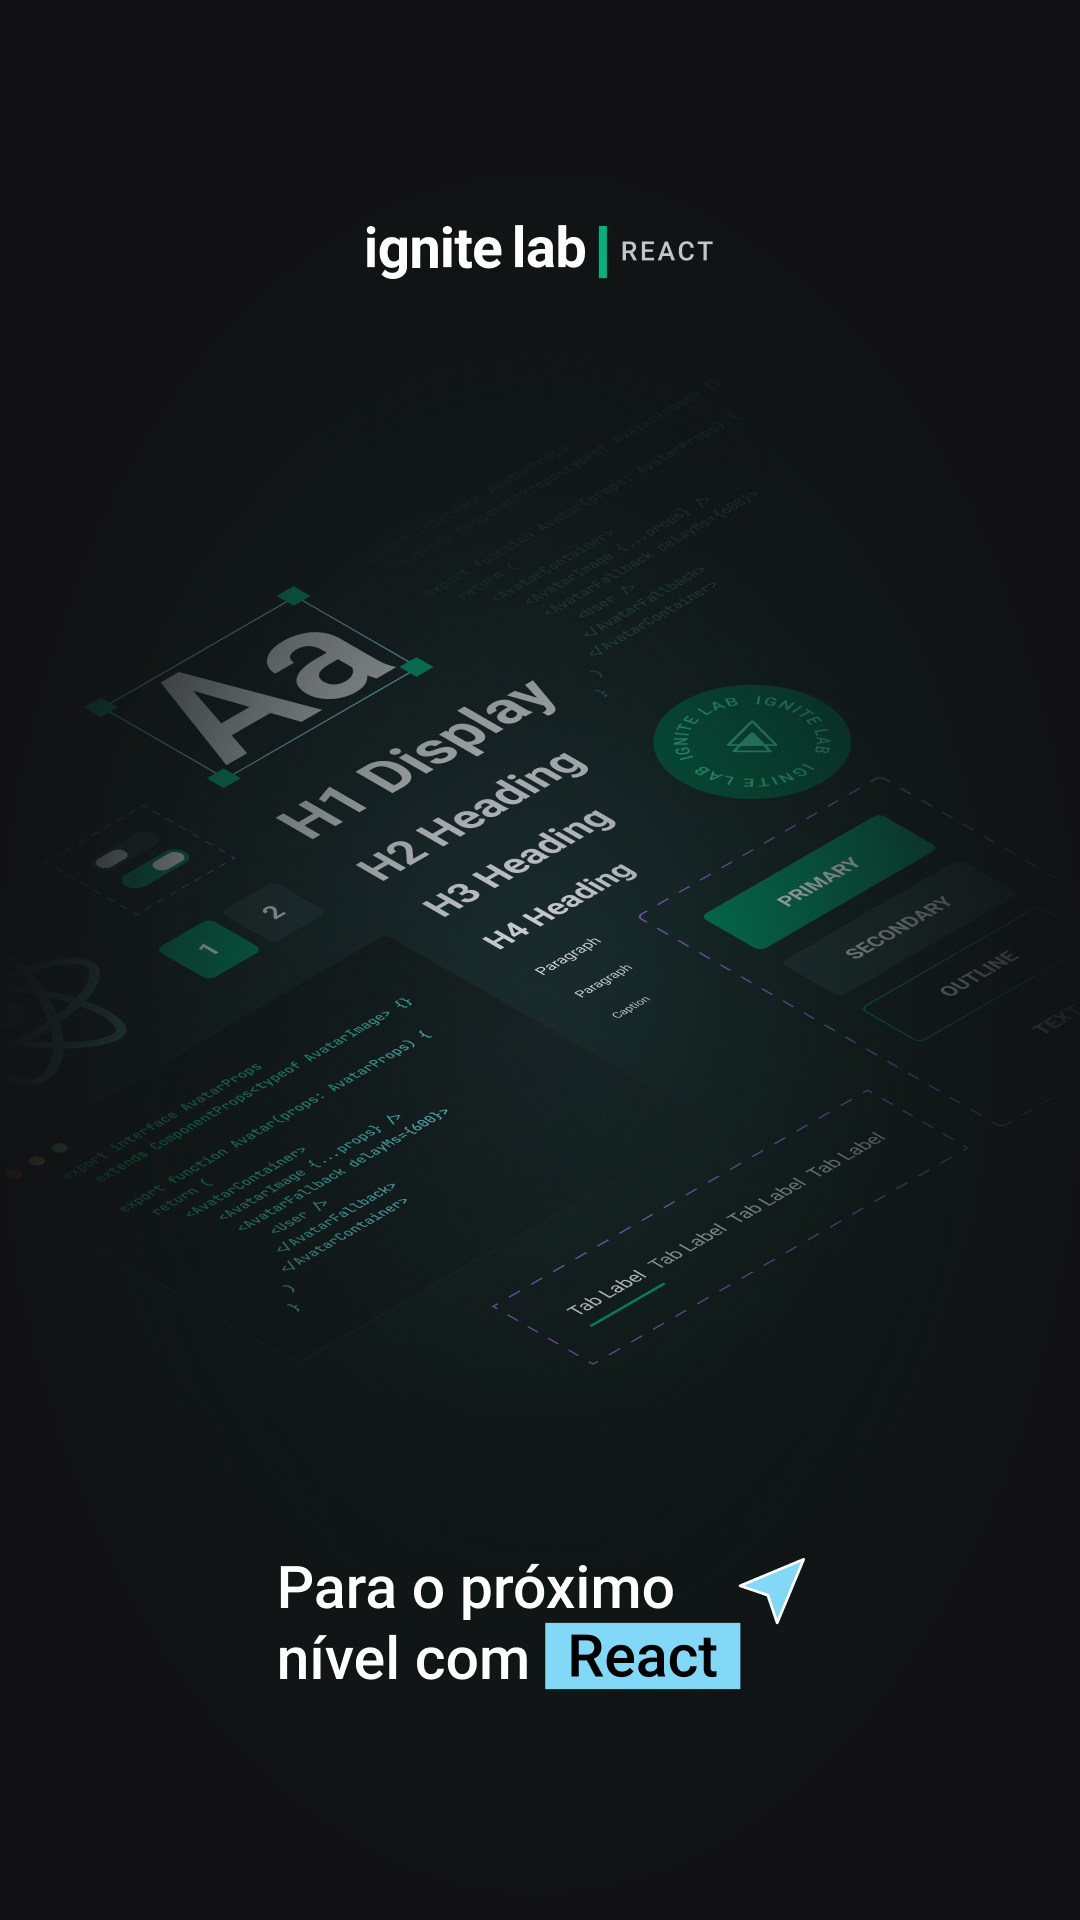 ignite lab | REACT
export interface AvatarProps
extends ComponentProps<typeof AvatarImage> {}
export function Avatar(props: AvatarProps) {
return (
<AvatarContainer>
<AvatarImage {...props} />
<AvatarFallback delayMs={600}>
<User />
</AvatarFallback>
</AvatarContainer>
)
}
Aa
H1 Display
H2 Heading
H3 Heading
H4 Heading
Paragraph
Paragraph
Caption
IGNITE LAB IGNITE LAB IGNITE LAB IGNITE LAB
1
2
PRIMARY
SECONDARY
OUTLINE
TEXT
export interface AvatarProps
extends ComponentProps<typeof AvatarImage> {}
export function Avatar(props: AvatarProps) {
return (
<AvatarContainer>
<AvatarImage {...props} />
<AvatarFallback delayMs={600}>
<User />
</AvatarFallback>
</AvatarContainer>
)
}
Tab Label Tab Label Tab Label Tab Label
Para o próximo
nível com React